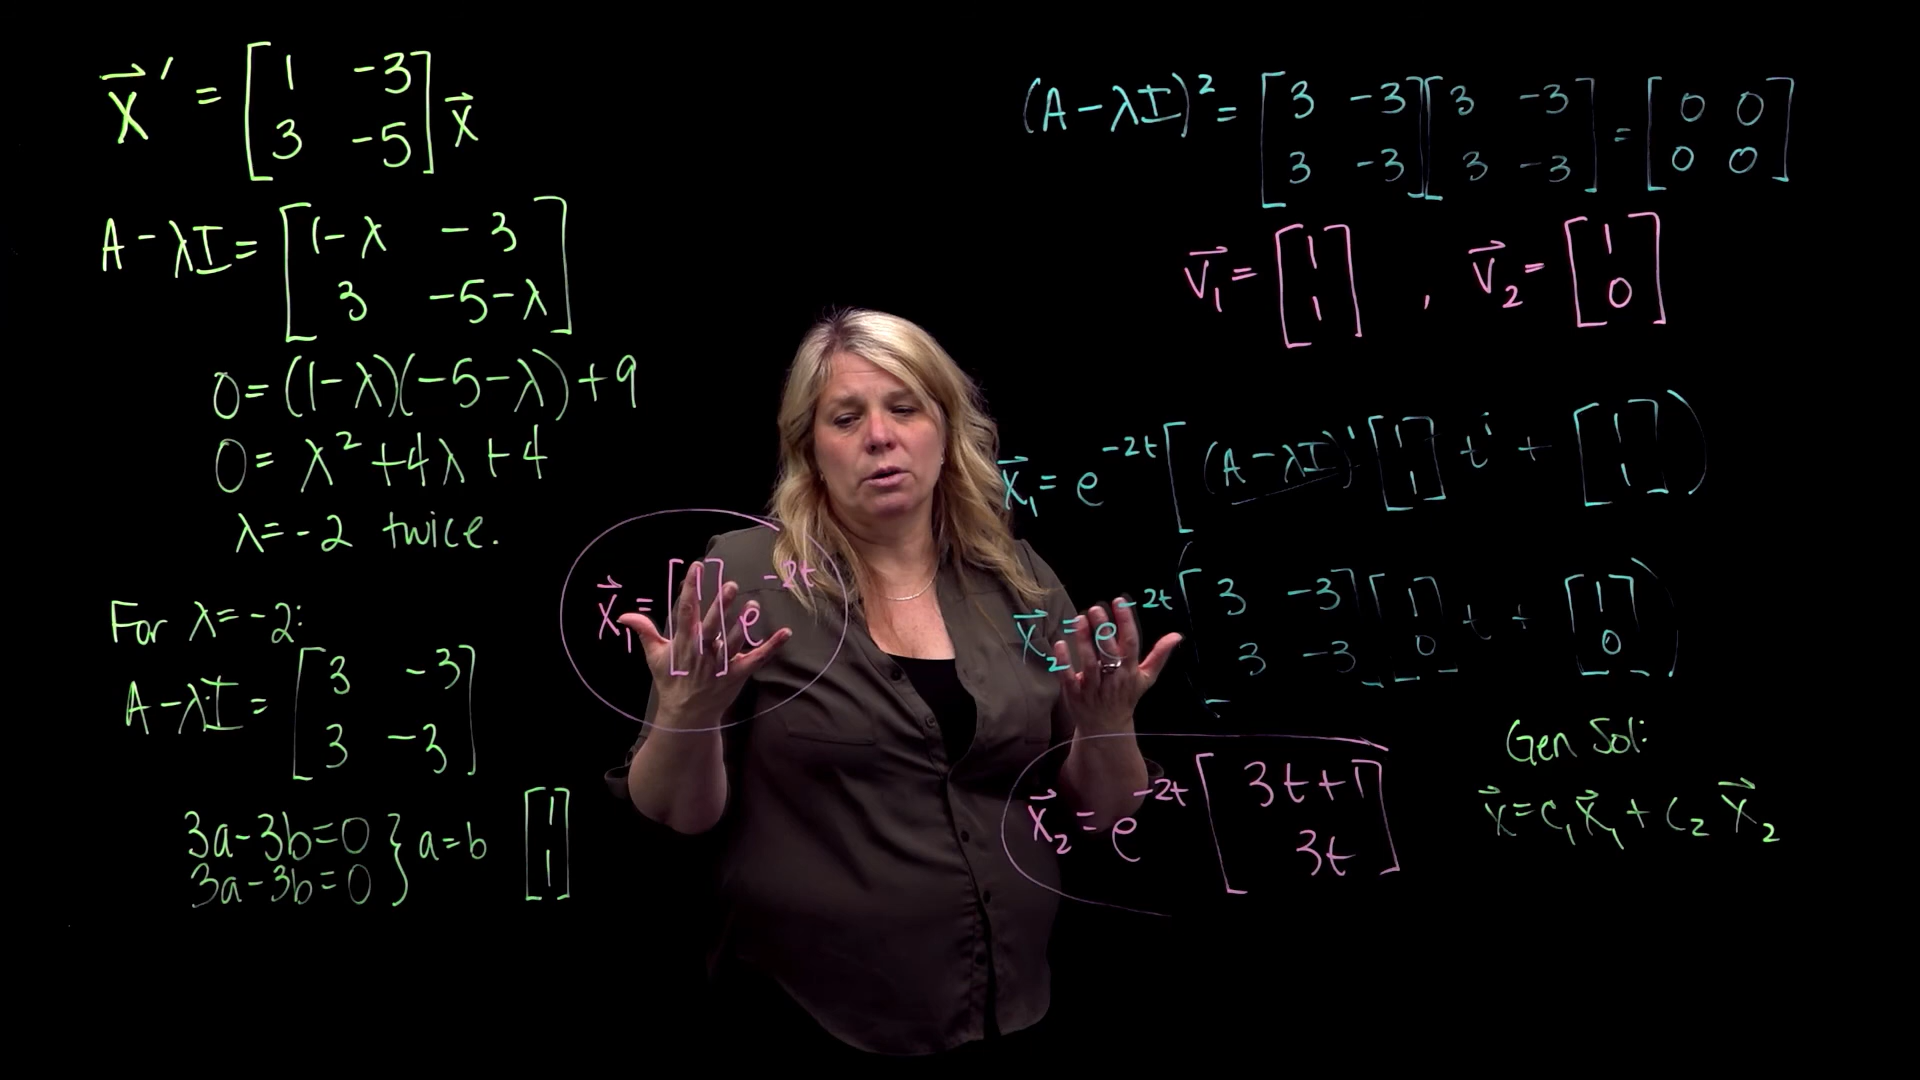 x⃗' = [1 -3; 3 -5] x⃗
A - λI = [1-λ -3; 3 -5-λ]
0 = (1-λ)(-5-λ) + 9
0 = λ² + 4λ + 4
λ = -2 twice.
For λ = -2:
A - λI = [3 -3; 3 -3]
3a - 3b = 0
3a - 3b = 0 } a = b [1; 1]
x⃗₁ = [1; 1] e^-2t
(A - λI)² = [3 -3; 3 -3] [3 -3; 3 -3] = [0 0; 0 0]
v⃗₁ = [1; 1] , v⃗₂ = [1; 0]
x⃗₁ = e^-2t [(A - λI)¹ [1; 1] t¹ + [1; 1])
x⃗₂ = e^-2t ([3 -3; 3 -3] [1; 0] t + [1; 0])
x⃗₂ = e^-2t [3t+1; 3t]
Gen Sol:
x⃗ = c₁x⃗₁ + c₂x⃗₂